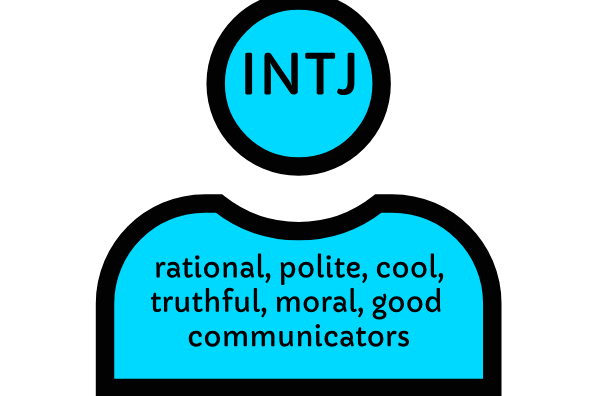 INTJ
rational, polite, cool,
truthful, moral, good
communicators